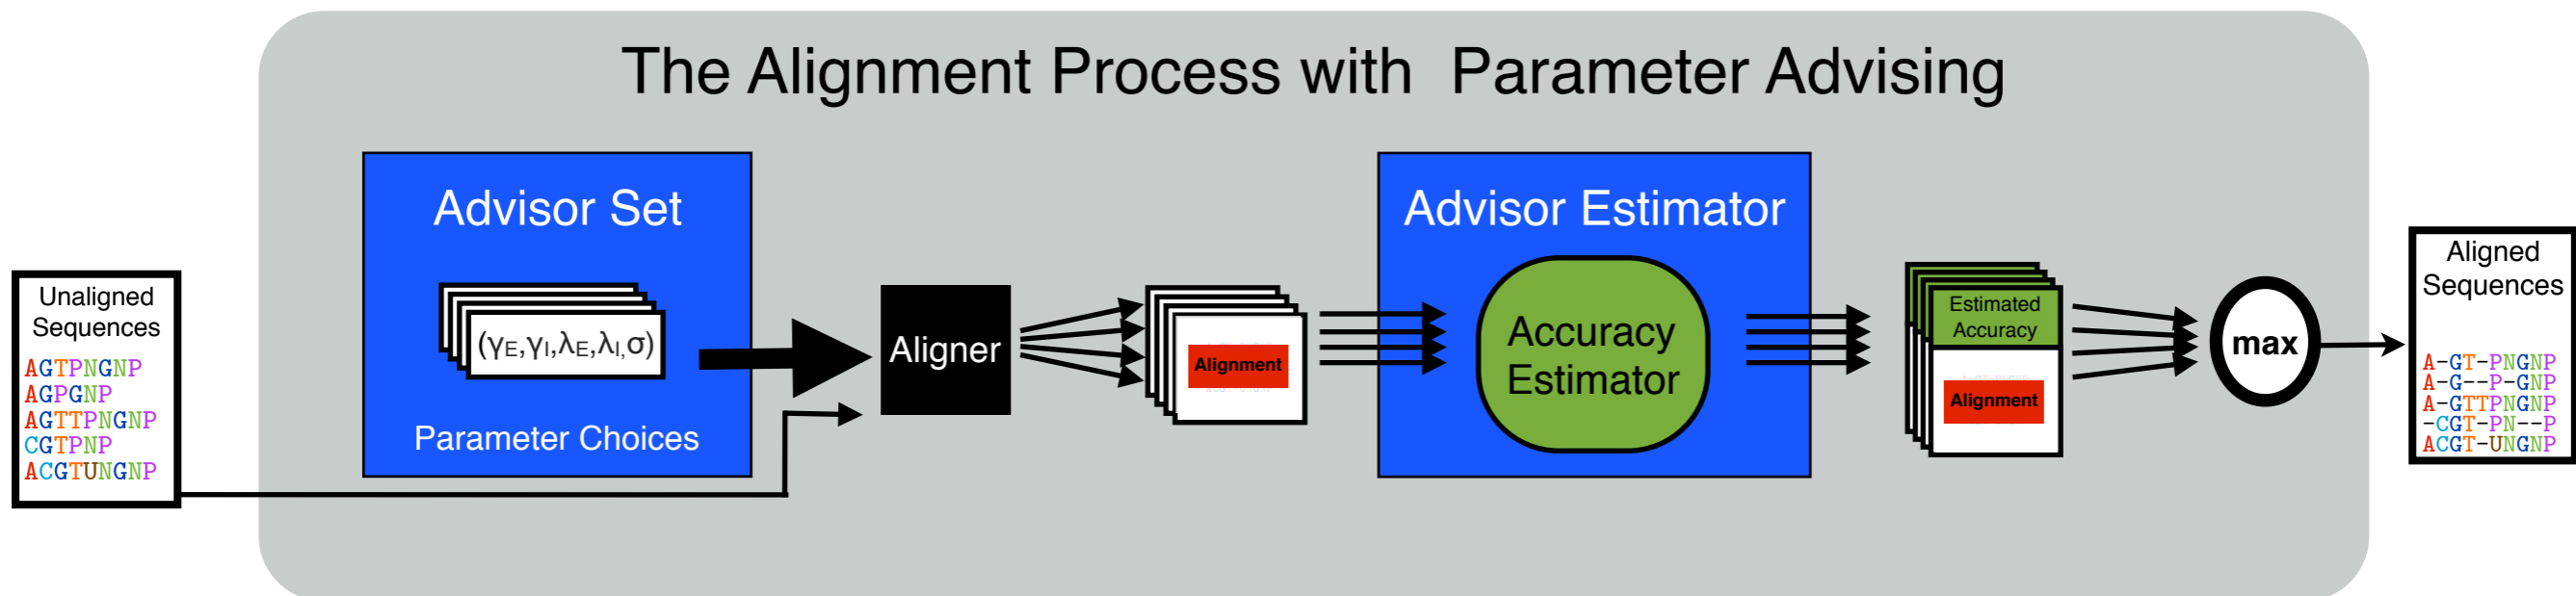 The Alignment Process with Parameter Advising
Unaligned
Sequences
AGTPNGNP
AGPGNP
AGTTPNGNP
CGTPNP
ACGTUNGNP
Advisor Set
(γE,γI,λE,λI,σ)
Parameter Choices
Aligner
Alignment
Advisor Estimator
Accuracy
Estimator
Estimated
Accuracy
Alignment
max
Aligned
Sequences
A-GT-PNGNP
A-G--P-GNP
A-GTTPNGNP
-CGT-PN--P
ACGT-UNGNP